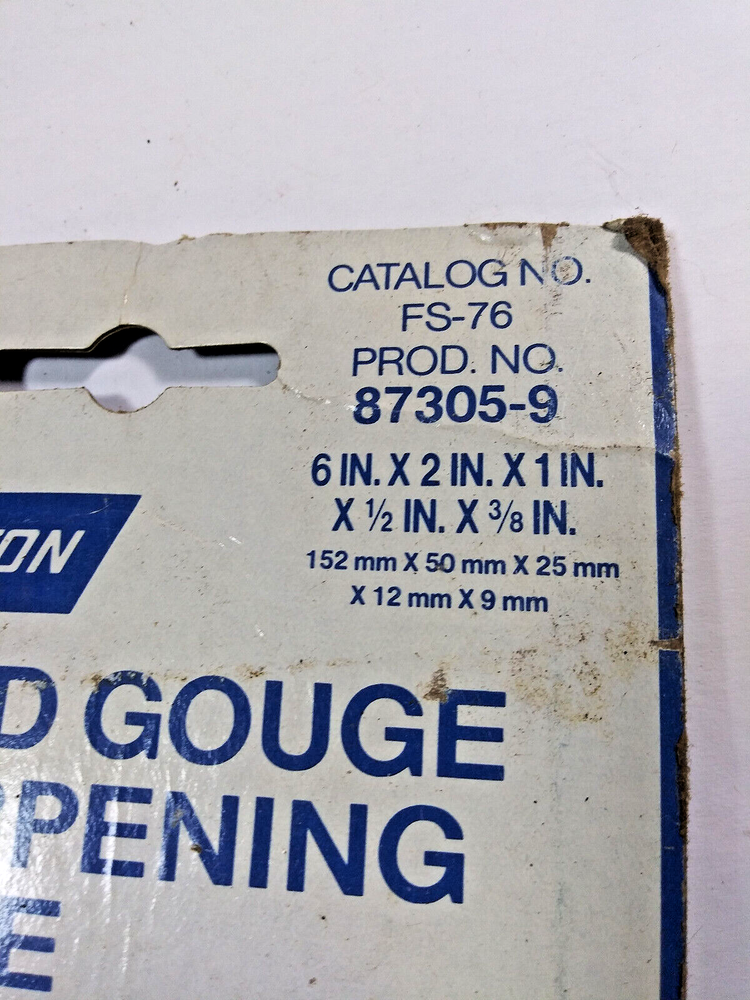 CATALOG NO.
FS-76
PROD. NO.
87305-9
6 IN. X 2 IN. X 1 IN.
X ½ IN. X ⅜ IN.
152 mm X 50 mm X 25 mm
X 12 mm X 9 mm
ON
D GOUGE
PENING
E